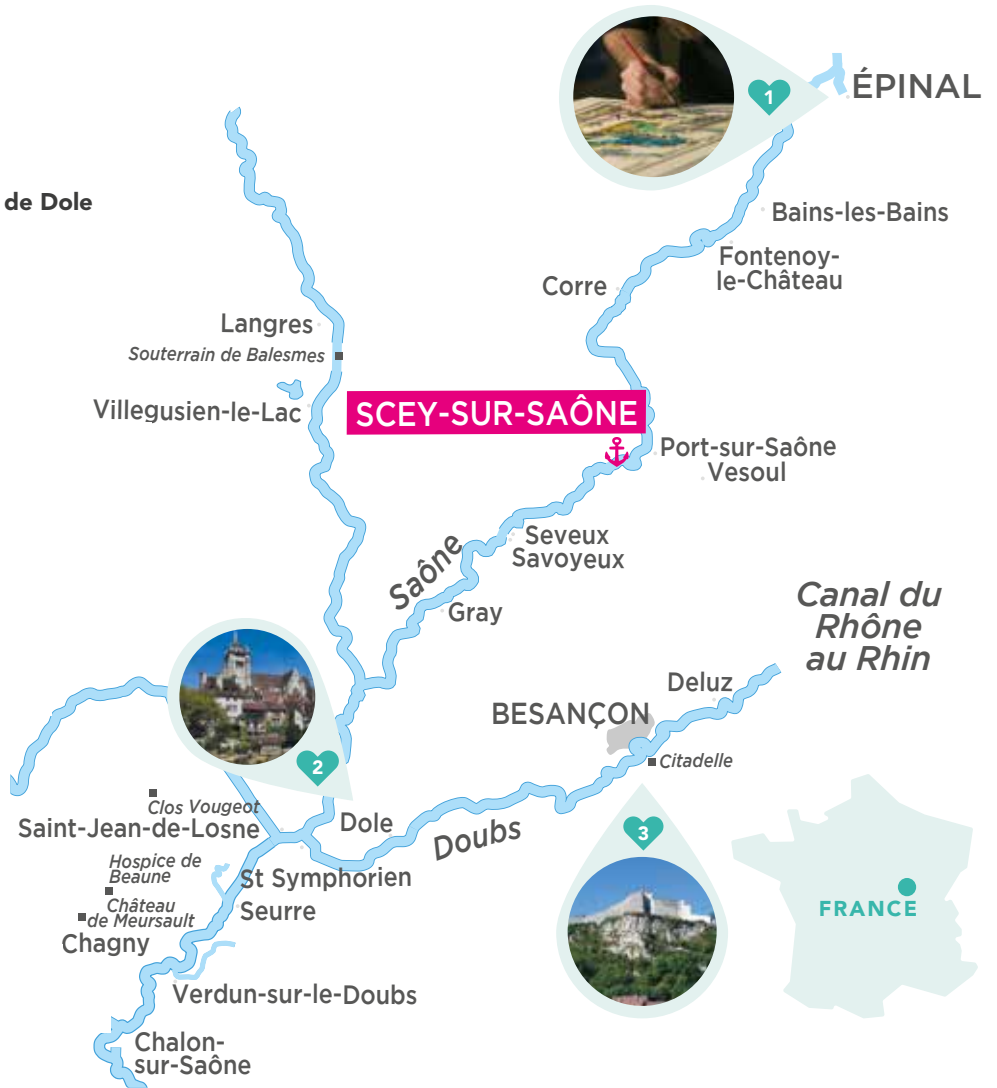 1
ÉPINAL
de Dole
Bains-les-Bains
Fontenoy-
le-Château
Corre
Langres
Souterrain de Balesmes
Villegusien-le-Lac
SCEY-SUR-SAÔNE
Port-sur-Saône
Vesoul
Seveux
Savoyeux
Saône
Gray
Canal du
Rhône
au Rhin
Deluz
BESANÇON
Citadelle
2
Clos Vougeot
Saint-Jean-de-Losne
Dole
Doubs
3
Hospice de
Beaune
St Symphorien
Château
de Meursault
Seurre
Chagny
FRANCE
Verdun-sur-le-Doubs
Chalon-
sur-Saône